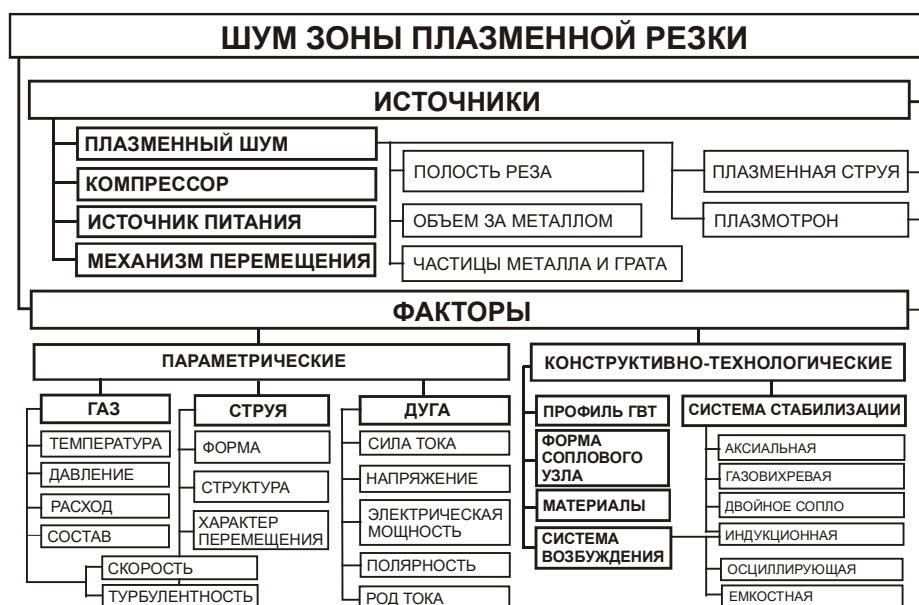 ШУМ ЗОНЫ ПЛАЗМЕННОЙ РЕЗКИ
ИСТОЧНИКИ
ПЛАЗМЕННЫЙ ШУМ
КОМПРЕССОР
ИСТОЧНИК ПИТАНИЯ
МЕХАНИЗМ ПЕРЕМЕЩЕНИЯ
ПОЛОСТЬ РЕЗА
ОБЪЕМ ЗА МЕТАЛЛОМ
ЧАСТИЦЫ МЕТАЛЛА И ГРАТА
ПЛАЗМЕННАЯ СТРУЯ
ПЛАЗМОТРОН
ФАКТОРЫ
ПАРАМЕТРИЧЕСКИЕ
ГАЗ
ТЕМПЕРАТУРА
ДАВЛЕНИЕ
РАСХОД
СОСТАВ
СТРУЯ
ФОРМА
СТРУКТУРА
ХАРАКТЕР
ПЕРЕМЕЩЕНИЯ
СКОРОСТЬ
ТУРБУЛЕНТНОСТЬ
ДУГА
СИЛА ТОКА
НАПРЯЖЕНИЕ
ЭЛЕКТРИЧЕСКАЯ
МОЩНОСТЬ
ПОЛЯРНОСТЬ
РОД ТОКА
КОНСТРУКТИВНО-ТЕХНОЛОГИЧЕСКИЕ
ПРОФИЛЬ ГВТ
ФОРМА
СОПЛОВОГО
УЗЛА
МАТЕРИАЛЫ
СИСТЕМА
ВОЗБУЖДЕНИЯ
СИСТЕМА СТАБИЛИЗАЦИИ
АКСИАЛЬНАЯ
ГАЗОВИХРЕВАЯ
ДВОЙНОЕ СОПЛО
ИНДУКЦИОННАЯ
ОСЦИЛЛИРУЮЩАЯ
ЕМКОСТНАЯ